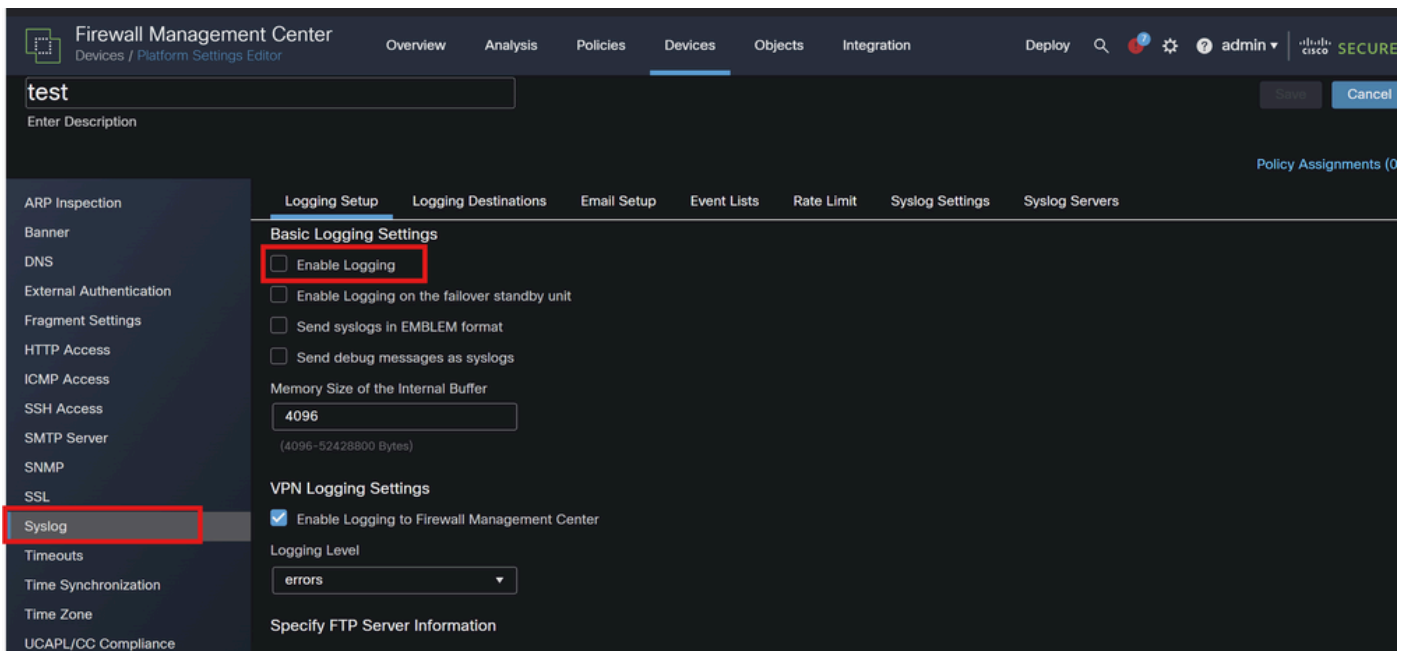 Firewall Management Center
Devices / Platform Settings Editor
Overview Analysis Policies Devices Objects Integration Deploy 7 admin cisco SECURE
test
Save Cancel
Enter Description
Policy Assignments (0
ARP Inspection
Banner
DNS
External Authentication
Fragment Settings
HTTP Access
ICMP Access
SSH Access
SMTP Server
SNMP
SSL
Syslog
Timeouts
Time Synchronization
Time Zone
UCAPL/CC Compliance
Logging Setup Logging Destinations Email Setup Event Lists Rate Limit Syslog Settings Syslog Servers
Basic Logging Settings
Enable Logging
Enable Logging on the failover standby unit
Send syslogs in EMBLEM format
Send debug messages as syslogs
Memory Size of the Internal Buffer
4096
(4096-52428800 Bytes)
VPN Logging Settings
Enable Logging to Firewall Management Center
Logging Level
errors
Specify FTP Server Information